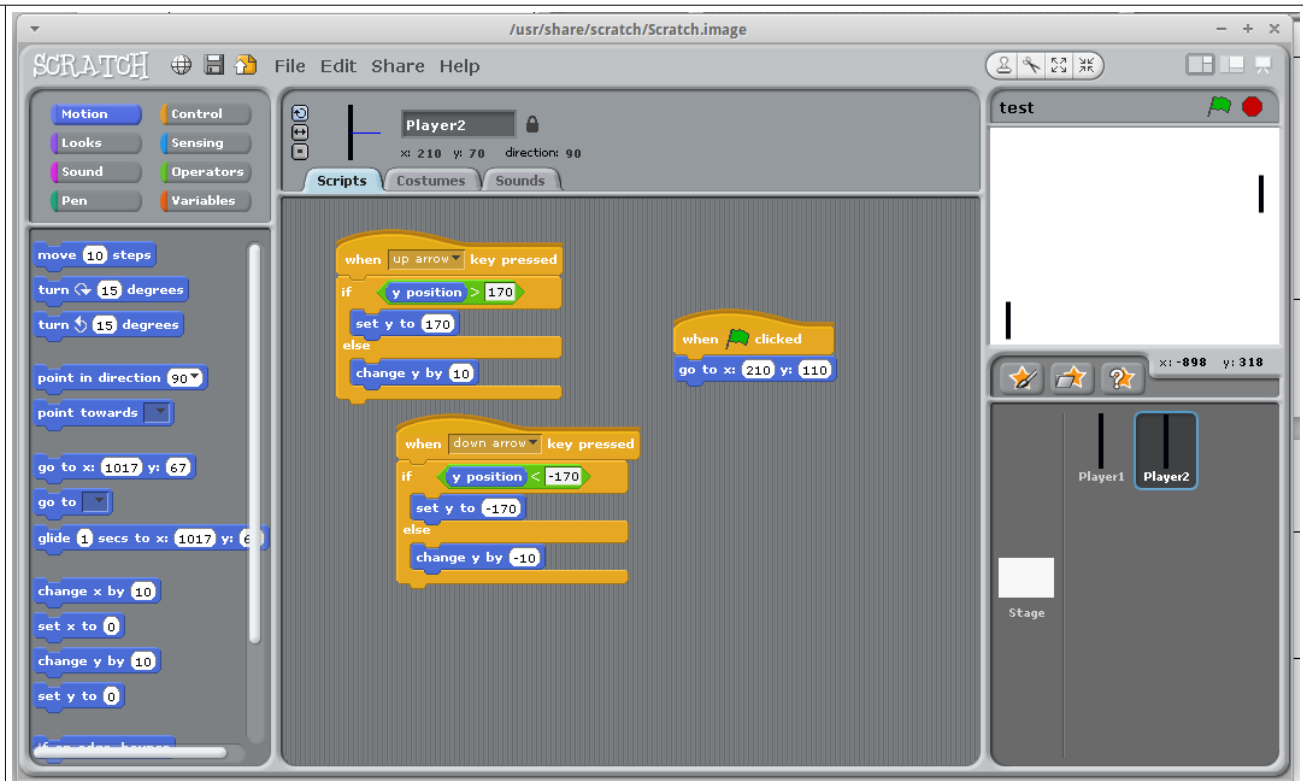 /usr/share/scratch/Scratch.image
SCRATCH File Edit Share Help
Motion Control
Looks Sensing
Sound Operators
Pen Variables
move 10 steps
turn 15 degrees
turn 15 degrees
point in direction 90
point towards
go to x: 1017 y: 67
go to
glide 1 secs to x: 1017 y:
change x by 10
set x to 0
change y by 10
set y to 0
if on edge, bounce
Player2
x: 210 y: 70 direction: 90
Scripts Costumes Sounds
when up arrow key pressed
if y position > 170
set y to 170
else
change y by 10
when down arrow key pressed
if y position < -170
set y to -170
else
change y by -10
when clicked
go to x: 210 y: 110
test
x: -898 y: 318
Player1 Player2
Stage